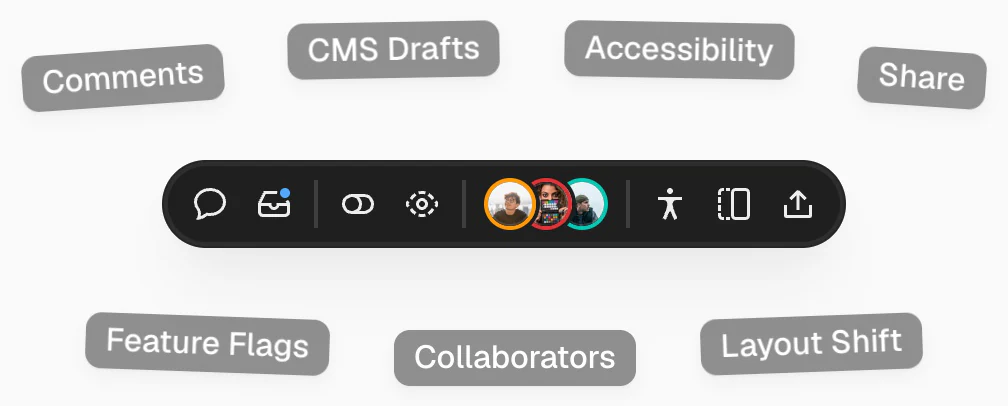 Comments
CMS Drafts
Accessibility
Share
Feature Flags
Collaborators
Layout Shift